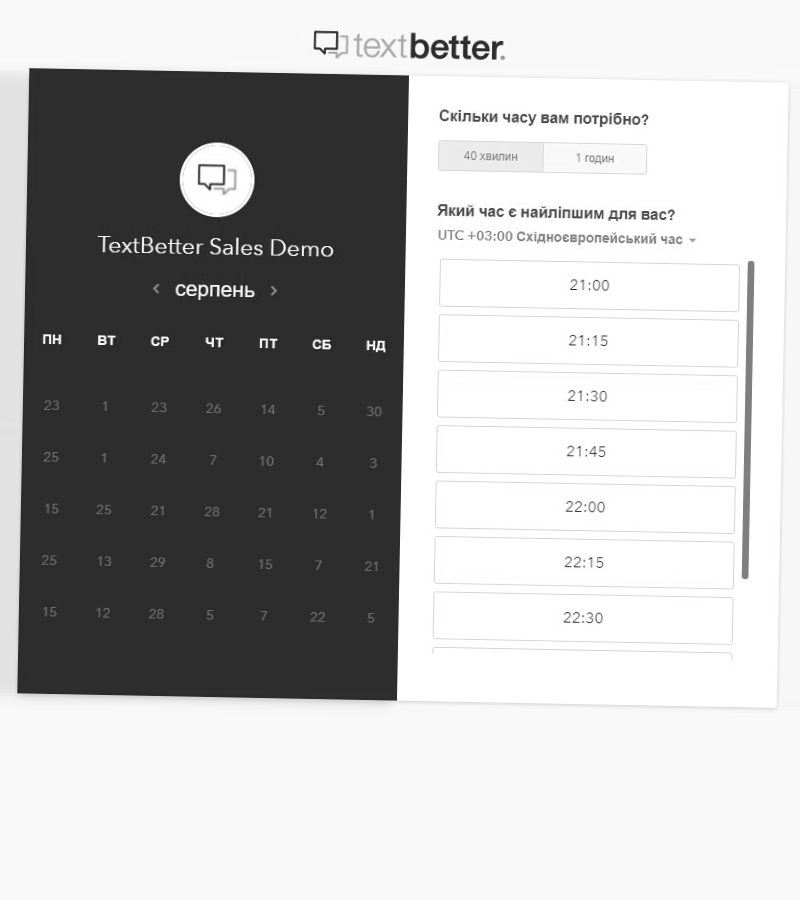 textbetter.
TextBetter Sales Demo
серпень
ПН ВТ СР ЧТ ПТ СБ НД
23 1 23 26 14 5 30
25 1 24 7 10 4 3
15 25 21 28 21 12 1
25 13 29 8 15 7 21
15 12 28 5 7 22 5
Скільки часу вам потрібно?
40 хвилин 1 годин
Який час є найліпшим для вас?
UTC +03:00 Східноєвропейський час
21:00
21:15
21:30
21:45
22:00
22:15
22:30